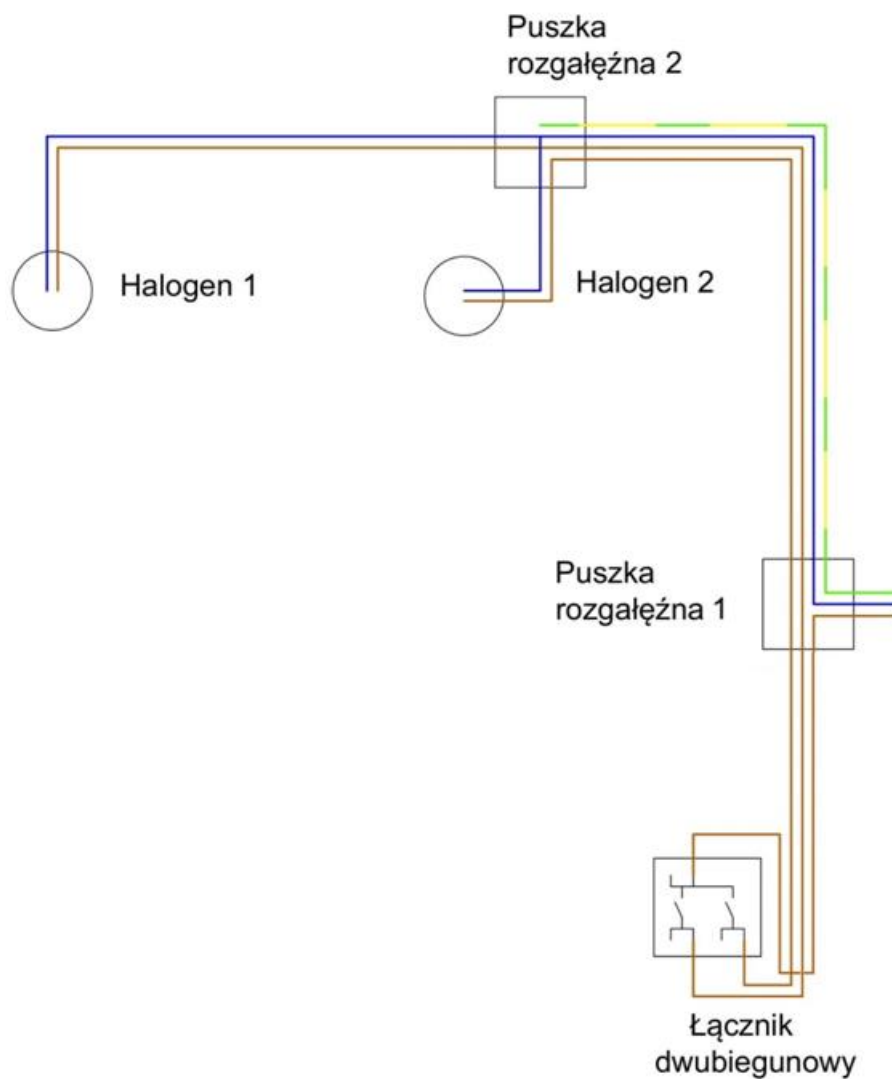 Puszka
rozgałęźna 2
Halogen 1
Halogen 2
Puszka
rozgałęźna 1
Łącznik
dwubiegunowy